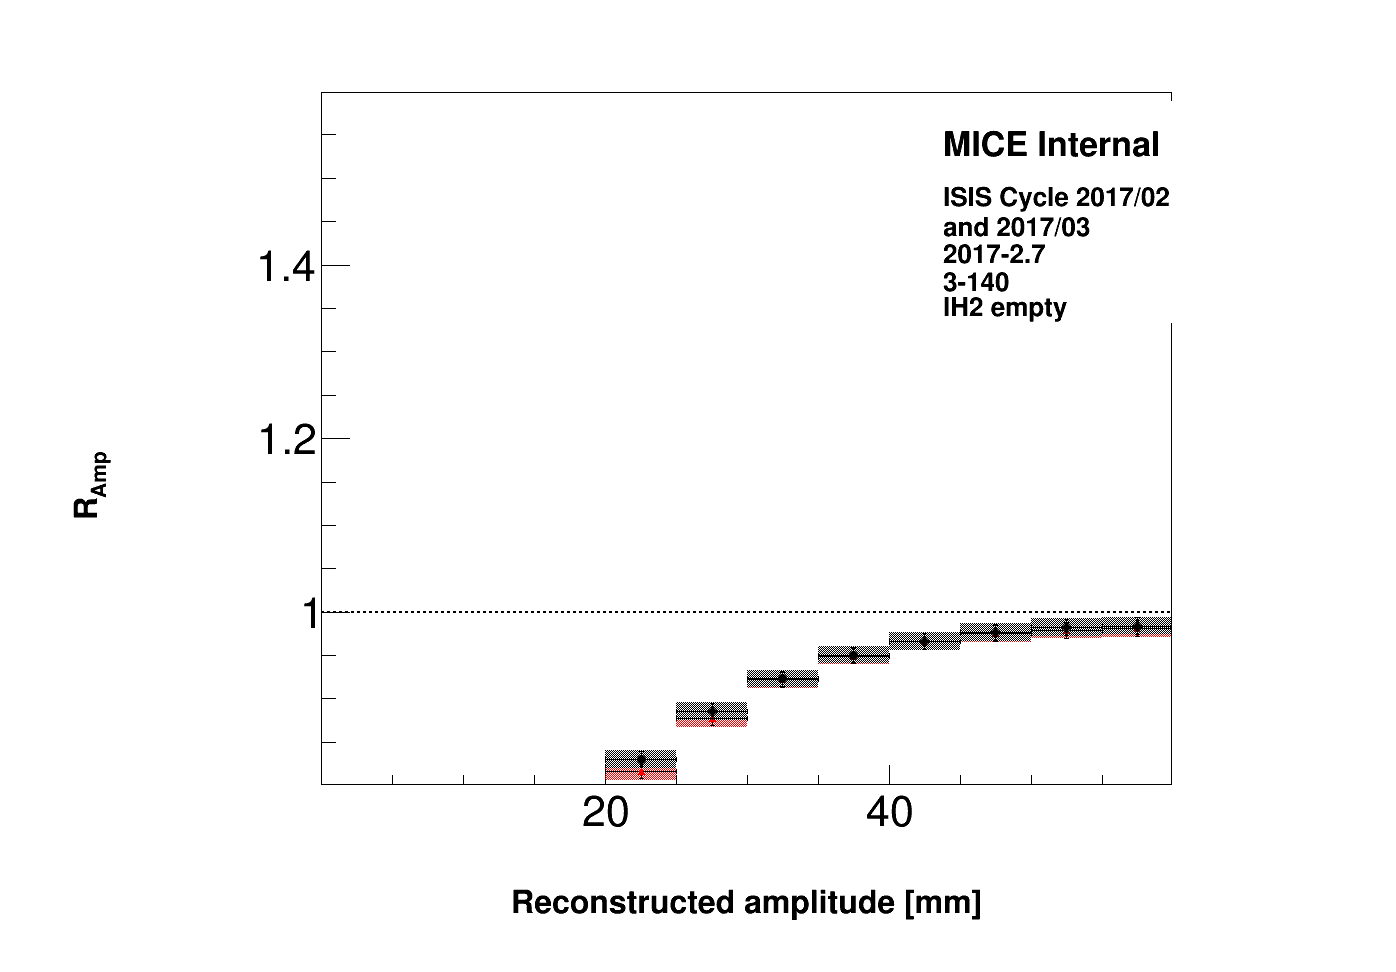 MICE Internal
ISIS Cycle 2017/02
and 2017/03
2017-2.7
3-140
lH2 empty
1.4
1.2
1
20
40
R_Amp
Reconstructed amplitude [mm]